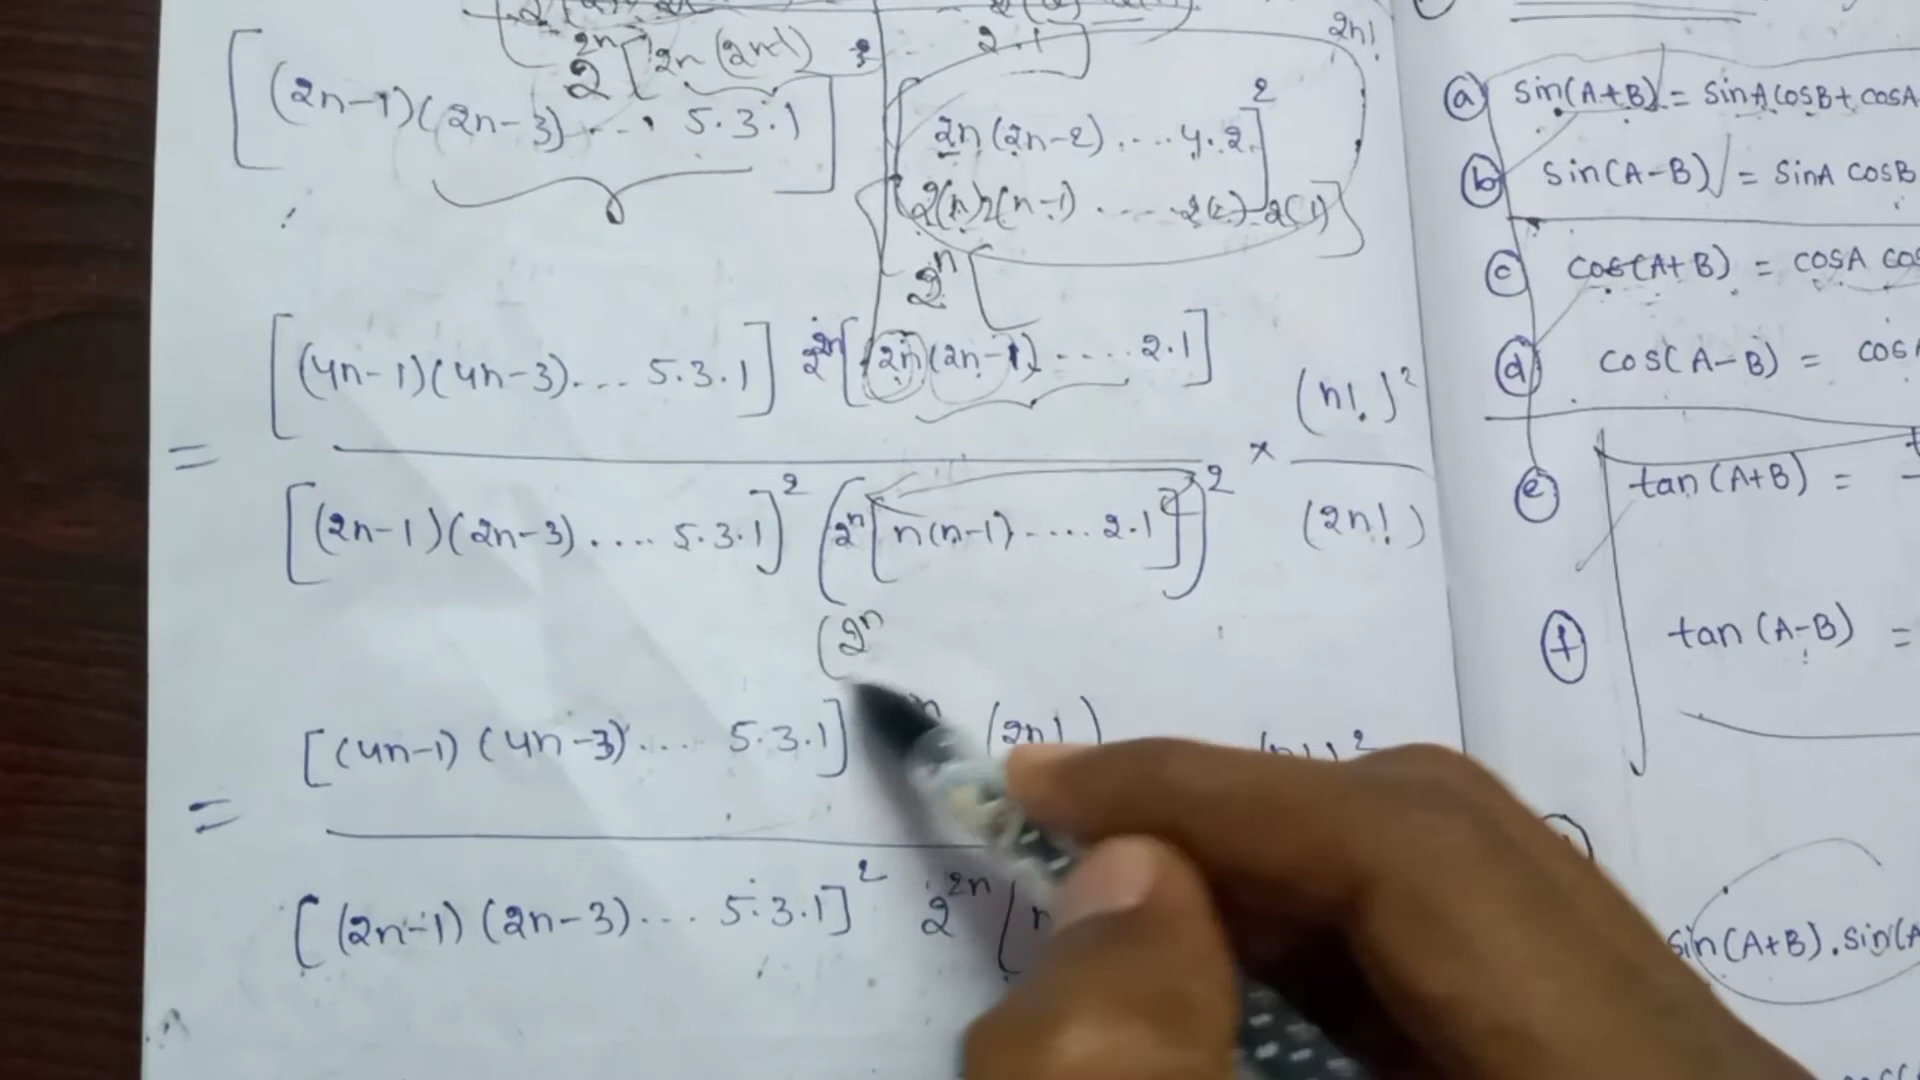 2n!
2^{2n} [2n (2n-1) 2.1]
[(2n-1)(2n-3)..... 5.3.1] [2n(2n-2).....4.2]^2
2(n)2(n-1) ..... 2(1)]
2^n [
= [(4n-1)(4n-3)... 5.3.1] 2^{2n}[2n(2n-1)..... 2.1] / [(2n-1)(2n-3).... 5.3.1]^2 (2^n[n(n-1)..... 2.1])^2 × (n!)^2 / (2n!)
(2^n
= [(4n-1)(4n-3).... 5.3.1] (2n!) / [(2n-1)(2n-3)... 5.3.1]^2 2^{2n} (n
(a) sin(A+B) = sinA cosB + cosA
(b) sin(A-B) = sinA cosB
(c) cos(A+B) = cosA cos
(d) cos(A-B) = cos
(e) tan(A+B) =
(f) tan(A-B) =
sin(A+B).sin(A